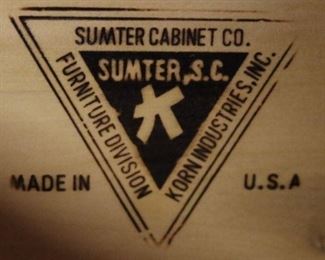 SUMTER CABINET CO.
SUMTER, S.C.
FURNITURE DIVISION
KORN INDUSTRIES, INC.
K
MADE IN U.S.A